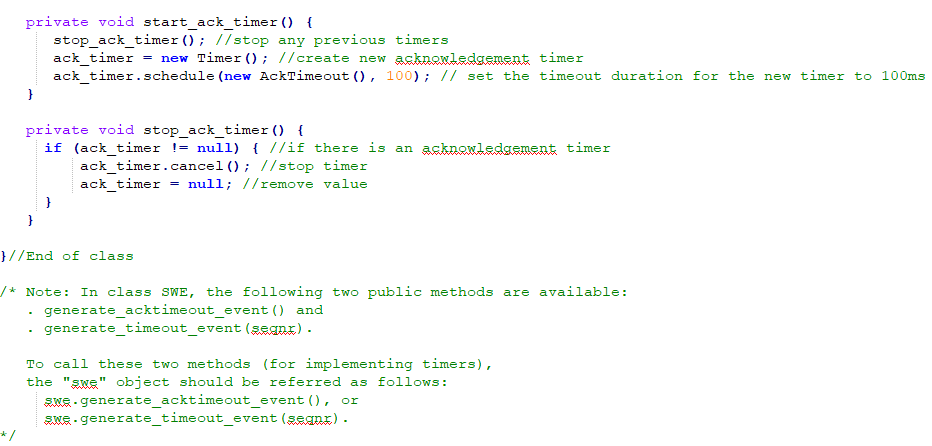 private void start_ack_timer() {
stop_ack_timer(); //stop any previous timers
ack_timer = new Timer(); //create new acknowledgement timer
ack_timer.schedule(new AckTimeout(), 100); // set the timeout duration for the new timer to 100ms
}
private void stop_ack_timer() {
if (ack_timer != null) { //if there is an acknowledgement timer
ack_timer.cancel(); //stop timer
ack_timer = null; //remove value
}
}
}//End of class
/* Note: In class SWE, the following two public methods are available:
. generate_acktimeout_event() and
. generate_timeout_event(seqnr).
To call these two methods (for implementing timers),
the "swe" object should be referred as follows:
swe.generate_acktimeout_event(), or
swe.generate_timeout_event(seqnr).
*/